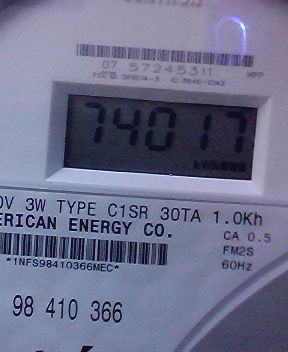 07 57245311
HPP
74017
kWh
0V 3W TYPE C1SR 30TA 1.0Kh
ERICAN ENERGY CO.
CA 0.5
FM2S
60Hz
*1NFS98410366MEC*
98 410 366